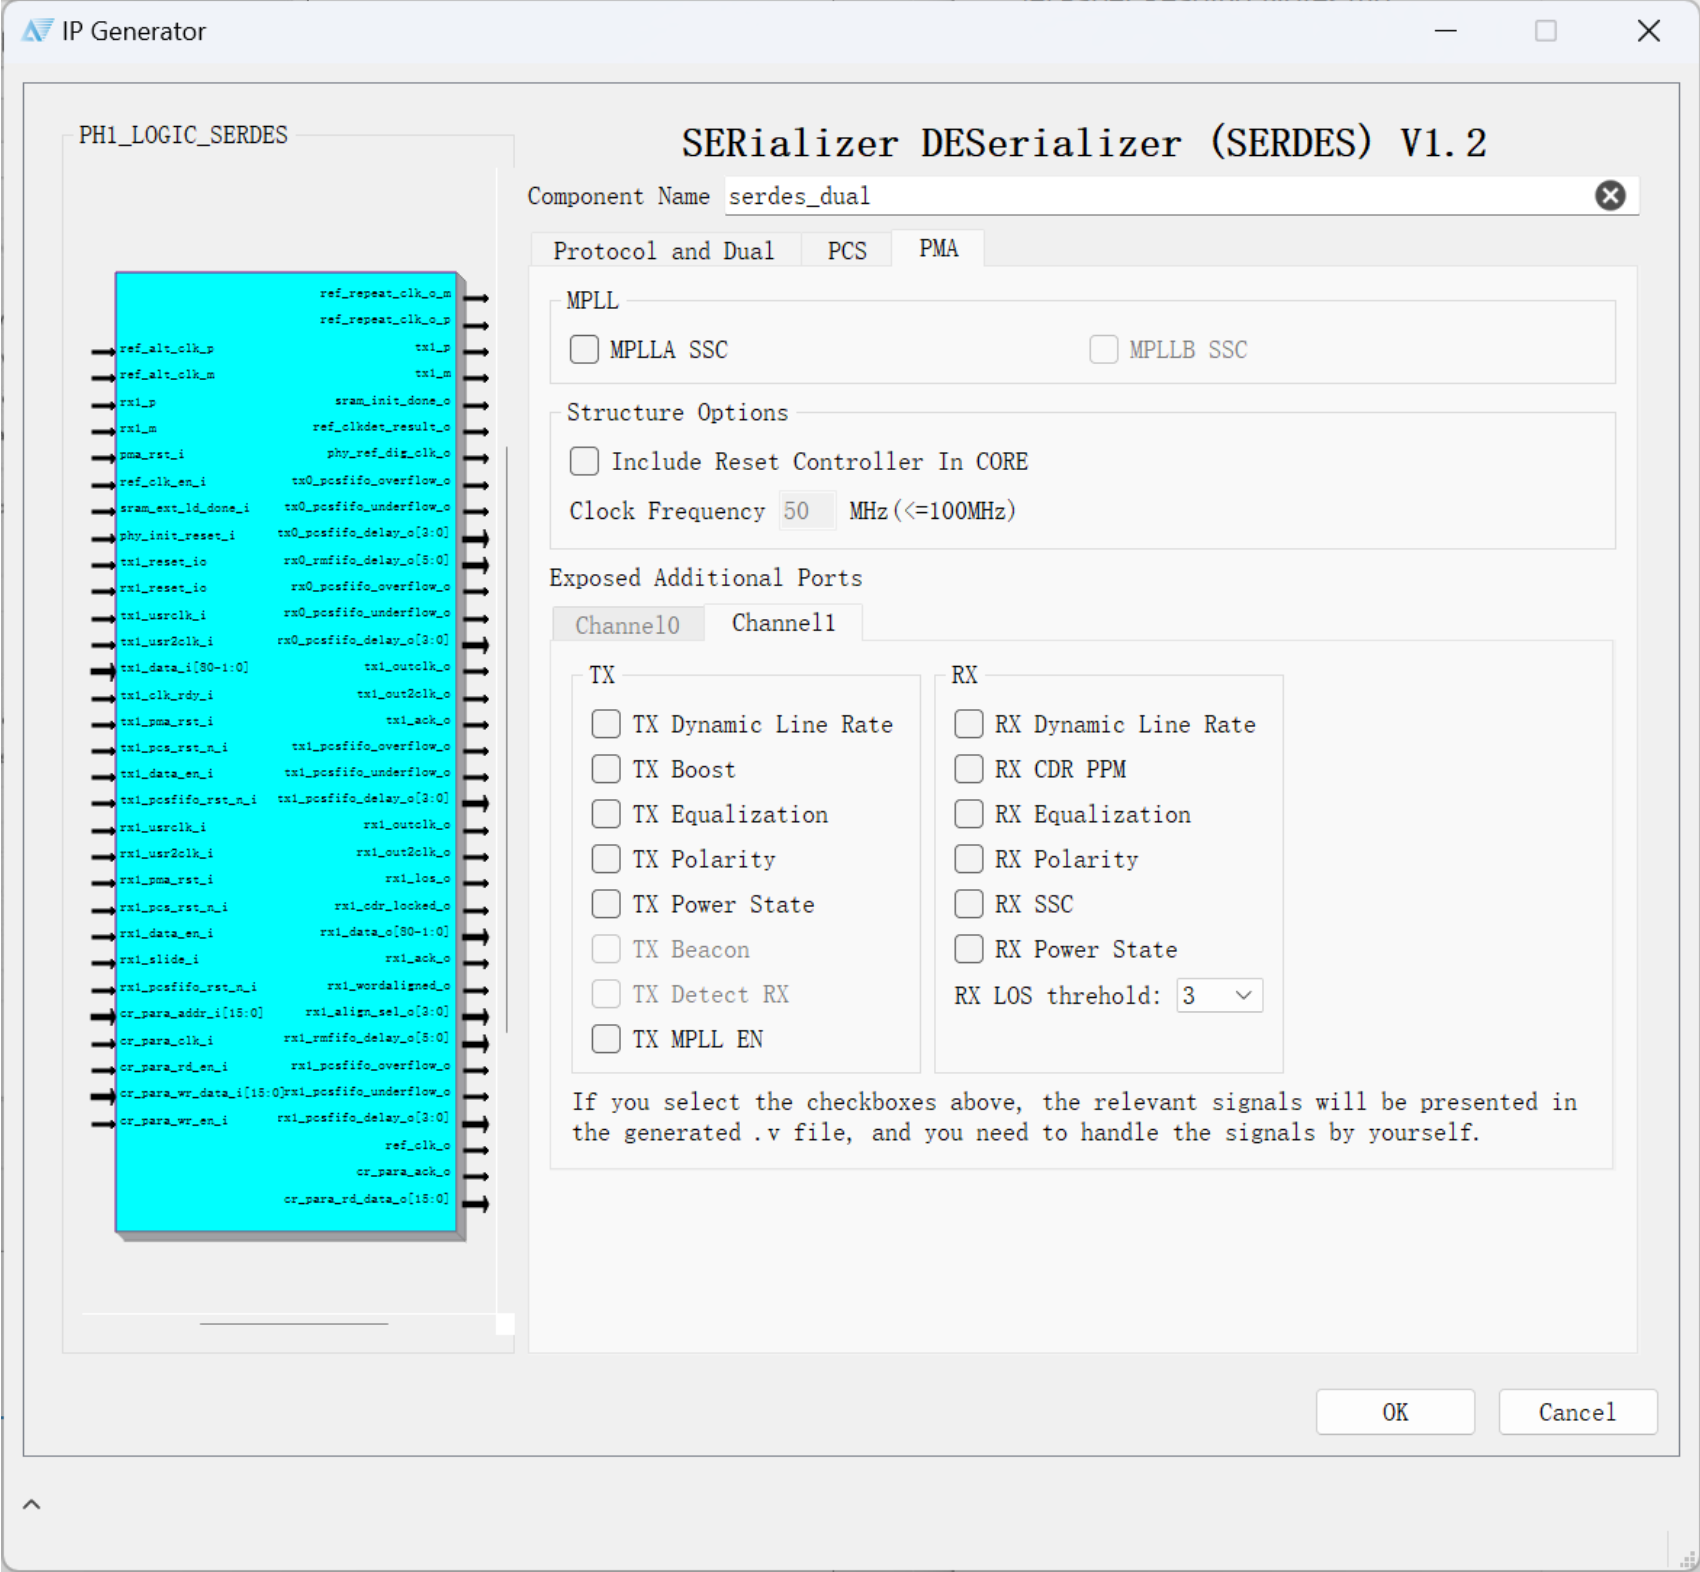 IP Generator
PH1_LOGIC_SERDES
ref_repeat_clk_o_m
ref_repeat_clk_o_p
ref_alt_clk_p tx1_p
ref_alt_clk_m tx1_m
rx1_p sram_init_done_o
rx1_m ref_clkdet_result_o
pma_rst_i phy_ref_dig_clk_o
ref_clk_en_i tx0_pcsfifo_overflow_o
sram_ext_ld_done_i tx0_pcsfifo_underflow_o
phy_init_reset_i tx0_pcsfifo_delay_o[3:0]
tx1_reset_io rx0_rmfifo_delay_o[5:0]
rx1_reset_io rx0_pcsfifo_overflow_o
tx1_usrclk_i rx0_pcsfifo_underflow_o
tx1_usr2clk_i rx0_pcsfifo_delay_o[3:0]
tx1_data_i[80-1:0] tx1_outclk_o
tx1_clk_rdy_i tx1_out2clk_o
tx1_pma_rst_i tx1_ack_o
tx1_pcs_rst_n_i tx1_pcsfifo_overflow_o
tx1_data_en_i tx1_pcsfifo_underflow_o
tx1_pcsfifo_rst_n_i tx1_pcsfifo_delay_o[3:0]
rx1_usrclk_i rx1_outclk_o
rx1_usr2clk_i rx1_out2clk_o
rx1_pma_rst_i rx1_los_o
rx1_pcs_rst_n_i rx1_cdr_locked_o
rx1_data_en_i rx1_data_o[80-1:0]
rx1_slide_i rx1_ack_o
rx1_pcsfifo_rst_n_i rx1_wordaligned_o
cr_para_addr_i[15:0] rx1_align_sel_o[3:0]
cr_para_clk_i rx1_rmfifo_delay_o[5:0]
cr_para_rd_en_i rx1_pcsfifo_overflow_o
cr_para_wr_data_i[15:0] rx1_pcsfifo_underflow_o
cr_para_wr_en_i rx1_pcsfifo_delay_o[3:0]
ref_clk_o
cr_para_ack_o
cr_para_rd_data_o[15:0]
SERializer DESerializer (SERDES) V1.2
Component Name serdes_dual
Protocol and Dual PCS PMA
MPLL
MPLLA SSC MPLLB SSC
Structure Options
Include Reset Controller In CORE
Clock Frequency 50 MHz(<=100MHz)
Exposed Additional Ports
Channel0 Channel1
TX
TX Dynamic Line Rate
TX Boost
TX Equalization
TX Polarity
TX Power State
TX Beacon
TX Detect RX
TX MPLL EN
RX
RX Dynamic Line Rate
RX CDR PPM
RX Equalization
RX Polarity
RX SSC
RX Power State
RX LOS threhold: 3
If you select the checkboxes above, the relevant signals will be presented in
the generated .v file, and you need to handle the signals by yourself.
OK Cancel